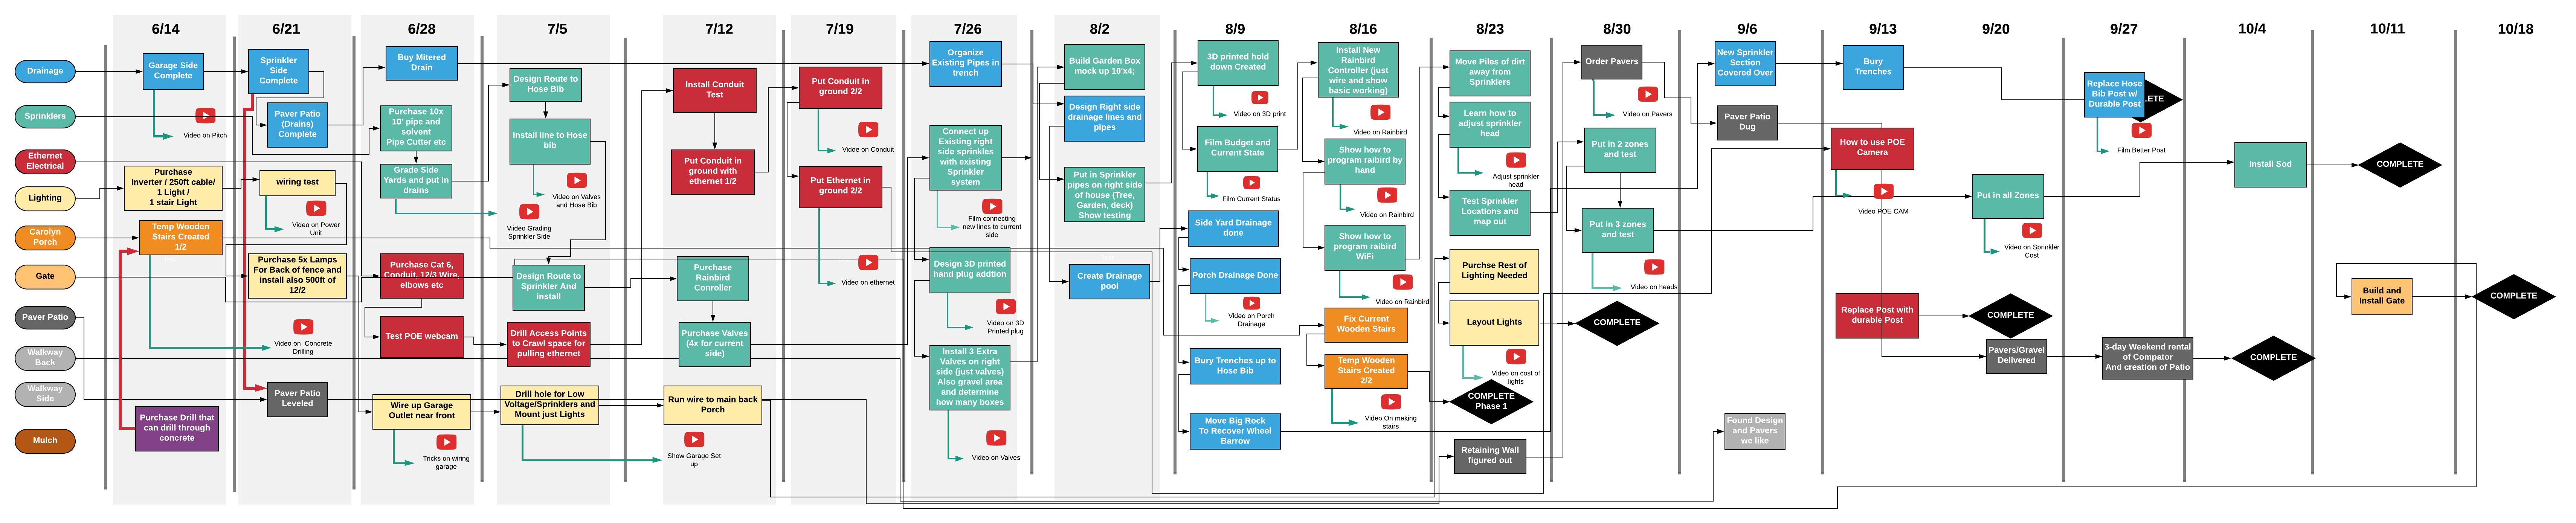 6/14
6/21
6/28
7/5
7/12
7/19
7/26
8/2
8/9
8/16
8/23
8/30
9/6
9/13
9/20
9/27
10/4
10/11
10/18
Drainage
Sprinklers
Ethernet
Electrical
Lighting
Carolyn
Porch
Gate
Paver Patio
Walkway
Back
Walkway
Side
Mulch
Garage Side
Complete
Video on Pitch
Purchase
Inverter / 250ft cable/
1 Light /
1 stair Light
Temp Wooden
Stairs Created
1/2
Purchase Drill that
can drill through
concrete
Sprinkler
Side
Complete
Paver Patio
(Drains)
Complete
wiring test
Video on Power
Unit
Purchase 5x Lamps
For Back of fence and
install also 500ft of
12/2
Video on Concrete
Drilling
Paver Patio
Leveled
Buy Mitered
Drain
Purchase 10x
10' pipe and
solvent
Pipe Cutter etc
Grade Side
Yards and put in
drains
Purchase Cat 6,
Conduit, 12/3 Wire,
elbows etc
Test POE webcam
Wire up Garage
Outlet near front
Tricks on wiring
garage
Design Route to
Hose Bib
Install line to Hose
bib
Video on Valves
and Hose Bib
Video Grading
Sprinkler Side
Design Route to
Sprinkler And
install
Drill Access Points
to Crawl space for
pulling ethernet
Drill hole for Low
Voltage/Sprinklers and
Mount just Lights
Show Garage Set
up
Install Conduit
Test
Put Conduit in
ground with
ethernet 1/2
Purchase
Rainbird
Conroller
Purchase Valves
(4x for current
side)
Run wire to main back
Porch
Put Conduit in
ground 2/2
Vidoe on Conduit
Put Ethernet in
ground 2/2
Video on ethernet
Organize
Existing Pipes in
trench
Connect up
Existing right
side sprinkles
with existing
Sprinkler
system
Film connecting
new lines to current
side
Design 3D printed
hand plug addtion
Video on 3D
Printed plug
Install 3 Extra
Valves on right
side (just valves)
Also gravel area
and determine
how many boxes
Video on Valves
Build Garden Box
mock up 10'x4;
Design Right side
drainage lines and
pipes
Put in Sprinkler
pipes on right side
of house (Tree,
Garden, deck)
Show testing
Create Drainage
pool
3D printed hold
down Created
Video on 3D print
Film Budget and
Current State
Film Current Status
Side Yard Drainage
done
Porch Drainage Done
Video on Porch
Drainage
Bury Trenches up to
Hose Bib
Move Big Rock
To Recover Wheel
Barrow
Install New
Rainbird
Controller (just
wire and show
basic working)
Video on Rainbird
Show how to
program raibird by
hand
Video on Rainbird
Show how to
program raibird
WiFi
Video on Rainbird
Fix Current
Wooden Stairs
Temp Wooden
Stairs Created
2/2
Video On making
stairs
Move Piles of dirt
away from
Sprinklers
Learn how to
adjust sprinkler
head
Adjust sprinkler
head
Test Sprinkler
Locations and
map out
Purchse Rest of
Lighting Needed
Layout Lights
Video on cost of
lights
COMPLETE
Phase 1
Retaining Wall
figured out
Order Pavers
Video on Pavers
Put in 2 zones
and test
Put in 3 zones
and test
Video on heads
COMPLETE
New Sprinkler
Section
Covered Over
Paver Patio
Dug
Found Design
and Pavers
we like
Bury
Trenches
How to use POE
Camera
Video POE CAM
Replace Post with
durable Post
Put in all Zones
Video on Sprinkler
Cost
COMPLETE
Pavers/Gravel
Delivered
Replace Hose
Bib Post w/
Durable Post
LETE
Film Better Post
3-day Weekend rental
of Compator
And creation of Patio
Install Sod
COMPLETE
COMPLETE
Build and
Install Gate
COMPLETE